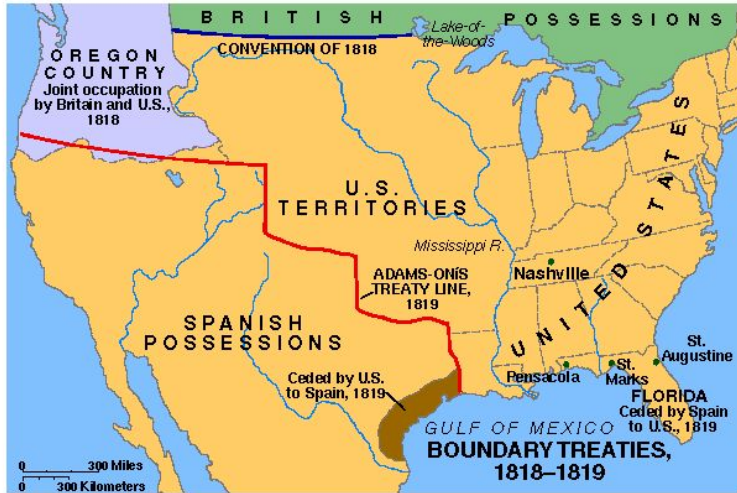 BRITISH POSSESSIONS
Lake-of-
the-Woods
CONVENTION OF 1818
OREGON
COUNTRY
Joint occupation
by Britain and U.S.,
1818
U.S.
TERRITORIES
UNITED STATES
Mississippi R.
Nashville
ADAMS-ONÍS
TREATY LINE,
1819
SPANISH
POSSESSIONS
Ceded by U.S.
to Spain, 1819
Pensacola
St.
Marks
St.
Augustine
FLORIDA
Ceded by Spain
to U.S., 1819
GULF OF MEXICO
BOUNDARY TREATIES,
1818–1819
0 300 Miles
0 300 Kilometers